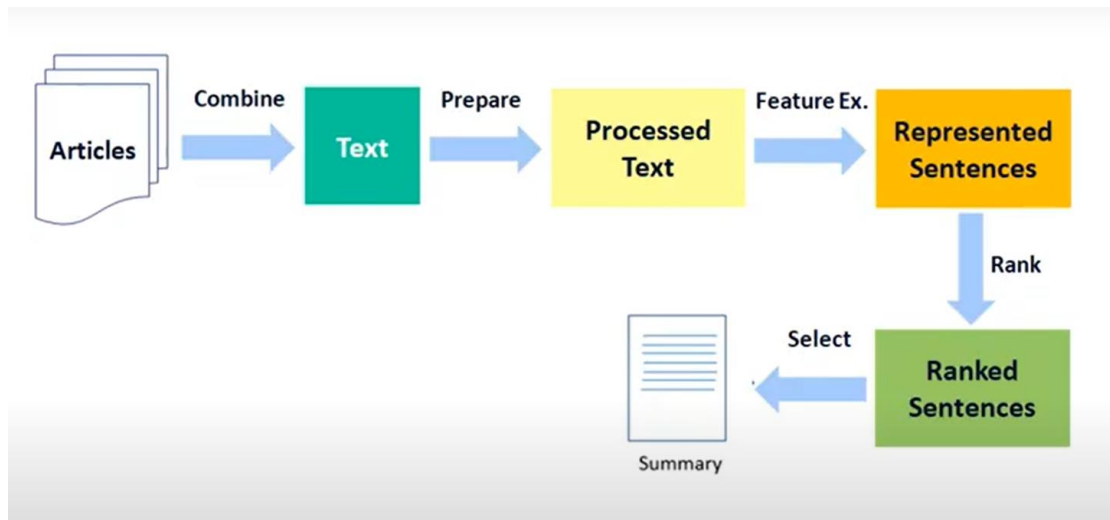 Articles
Combine
Text
Prepare
Processed
Text
Feature Ex.
Represented
Sentences
Rank
Ranked
Sentences
Select
Summary